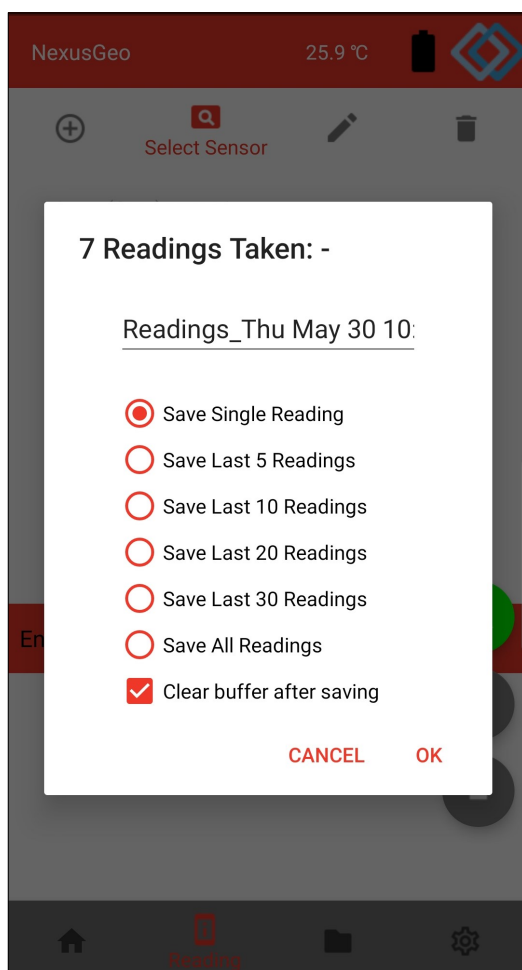 NexusGeo 25.9 ℃
Select Sensor
7 Readings Taken: -
Readings_Thu May 30 10:
Save Single Reading
Save Last 5 Readings
Save Last 10 Readings
Save Last 20 Readings
Save Last 30 Readings
Save All Readings
En
Clear buffer after saving
CANCEL OK
Reading